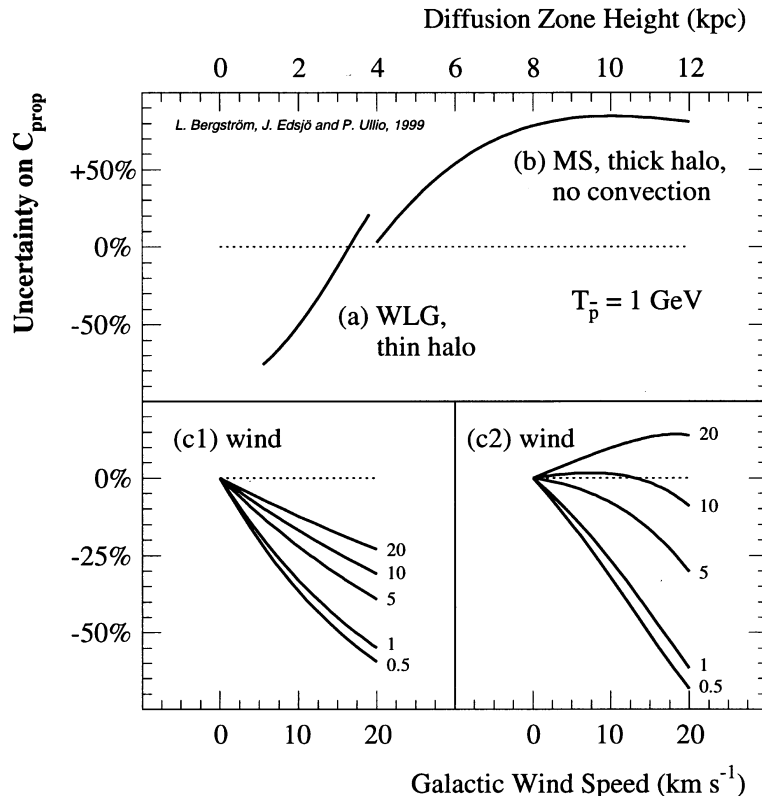 Diffusion Zone Height (kpc)
0 2 4 6 8 10 12
Uncertainty on C_prop
L. Bergström, J. Edsjö and P. Ullio, 1999
+50%
0%
-50%
(b) MS, thick halo,
no convection
(a) WLG,
thin halo
T_p̄ = 1 GeV
(c1) wind
0%
-25%
-50%
20
10
5
1
0.5
(c2) wind
20
10
5
1
0.5
0 10 20 0 10 20
Galactic Wind Speed (km s⁻¹)